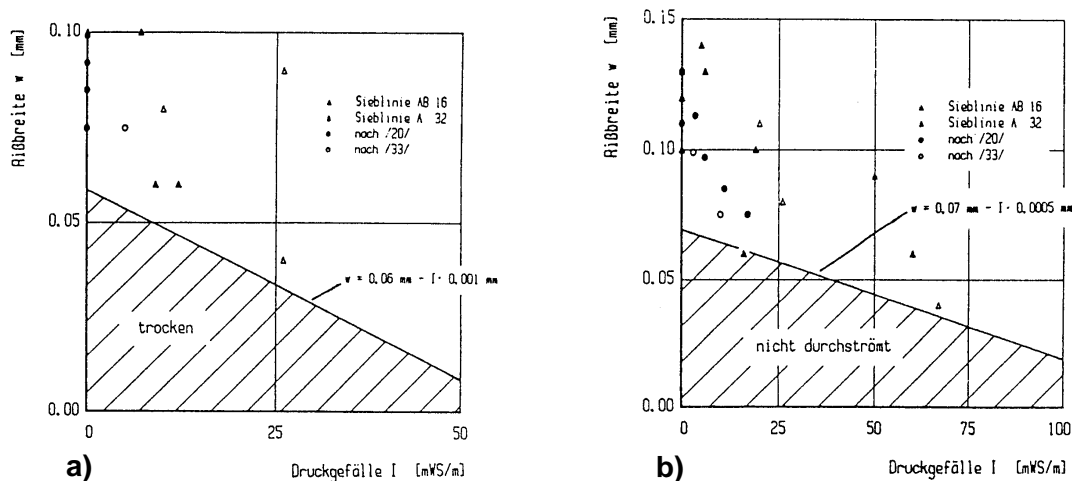 Rißbreite w [mm]
0.10
0.05
0.00
▲ Sieblinie AB 16
▲ Sieblinie A 32
● nach /20/
○ nach /33/
w = 0.06 mm - I· 0.001 mm
trocken
0
25
50
a)
Druckgefälle I [mWS/m]
Rißbreite w [mm]
0.15
0.10
0.05
0.00
▲ Sieblinie AB 16
▲ Sieblinie A 32
● nach /20/
○ nach /33/
w = 0.07 mm - I· 0.0005 mm
nicht durchströmt
0
25
50
75
100
b)
Druckgefälle I [mWS/m]